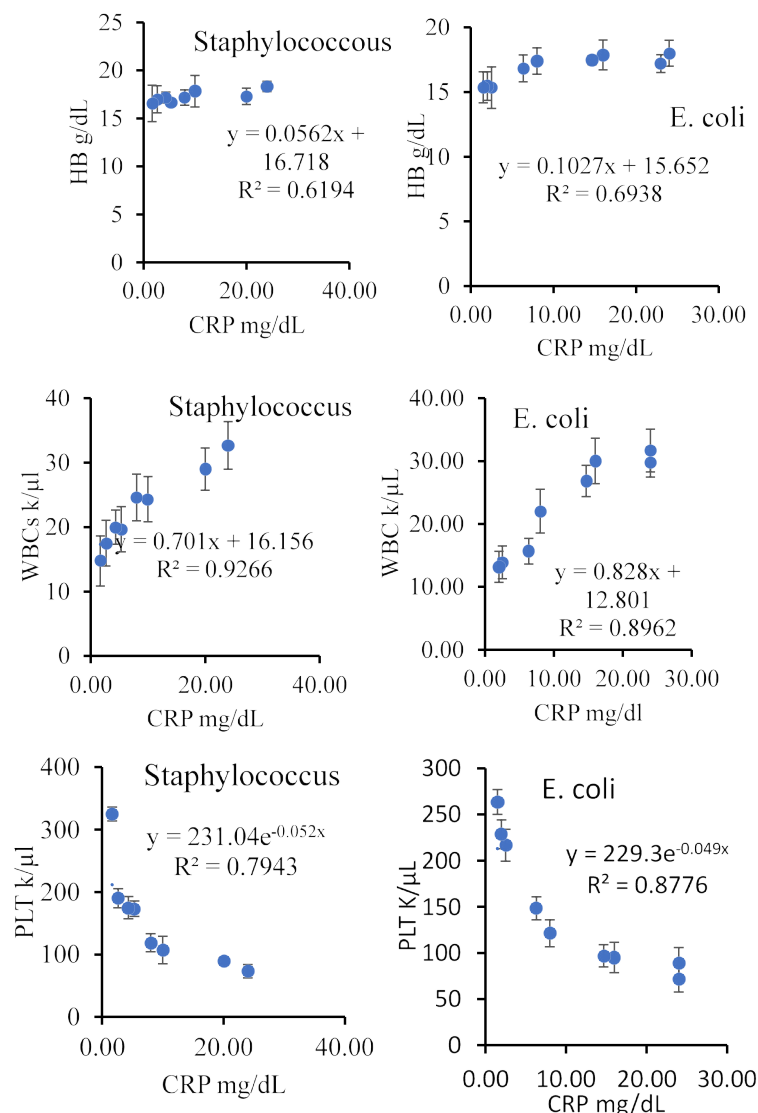 Staphylococcous
25
20
15
10
5
0
HB g/dL
y = 0.0562x +
16.718
R² = 0.6194
0.00 20.00 40.00
CRP mg/dL
20
15
10
5
0
HB g/dL
E. coli
y = 0.1027x + 15.652
R² = 0.6938
0.00 10.00 20.00 30.00
CRP mg/dL
Staphylococcus
40
30
20
10
0
WBCs k/µl
y = 0.701x + 16.156
R² = 0.9266
0.00 20.00 40.00
CRP mg/dL
E. coli
40.00
30.00
20.00
10.00
0.00
WBC k/µL
y = 0.828x +
12.801
R² = 0.8962
0.00 10.00 20.00 30.00
CRP mg/dl
Staphylococcus
400
300
200
100
0
PLT k/µl
y = 231.04e^-0.052x
R² = 0.7943
0.00 20.00 40.00
CRP mg/dL
E. coli
300
250
200
150
100
50
0
PLT K/µL
y = 229.3e^-0.049x
R² = 0.8776
0.00 10.00 20.00 30.00
CRP mg/dL